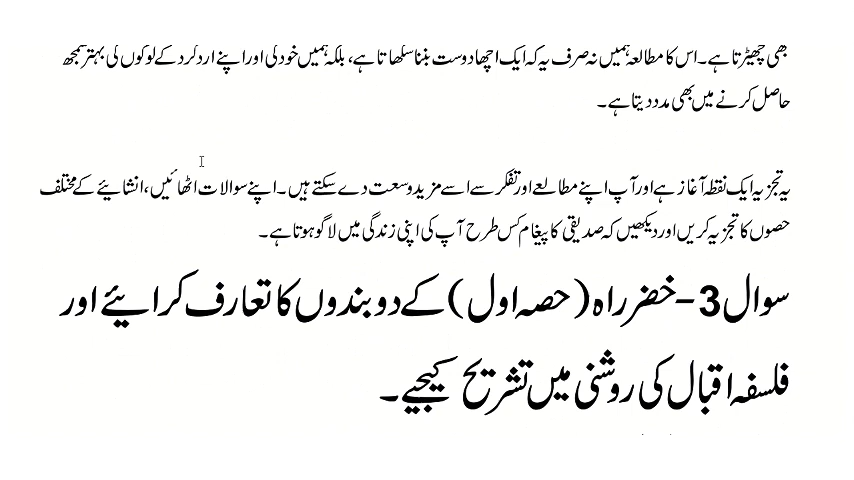 بھی چھیڑتا ہے۔ اس کا مطالعہ ہمیں نہ صرف یہ کہ ایک اچھا دوست بننا سکھاتا ہے، بلکہ ہمیں خود کی اور اپنے ارد گرد کے لوگوں کی بہتر سمجھ
حاصل کرنے میں بھی مدد دیتا ہے۔
یہ تجزیہ ایک نقطہ آغاز ہے اور آپ اپنے مطالعے اور تفکر سے اسے مزید وسعت دے سکتے ہیں۔ اپنے سوالات اٹھائیں، انشائیے کے مختلف
حصوں کا تجزیہ کریں اور دیکھیں کہ صدیقی کا پیغام کس طرح آپ کی اپنی زندگی میں لاگو ہوتا ہے۔
سوال 3- خضر راہ (حصہ اول) کے دو بندوں کا تعارف کرائیے اور
فلسفہ اقبال کی روشنی میں تشریح کیجیے۔